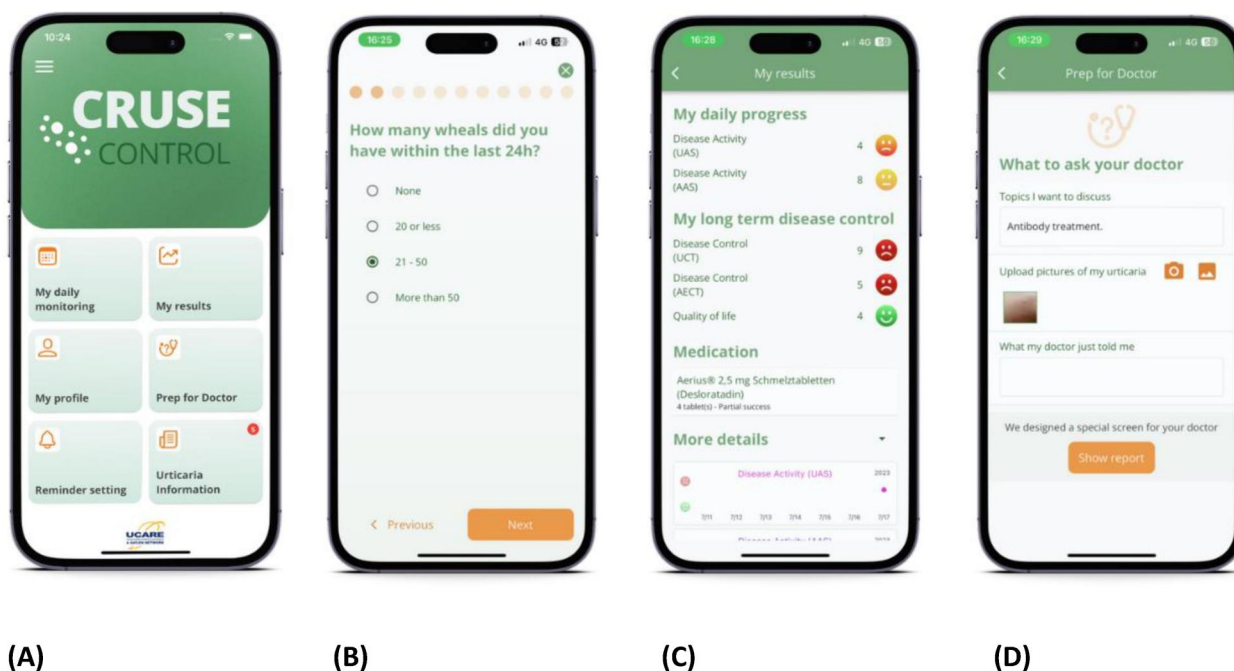 10:24
CRUSE
CONTROL
My daily
monitoring
My results
My profile
Prep for Doctor
Reminder setting
5
Urticaria
Information
UCARE
(A)
16:25
4G
How many wheals did you
have within the last 24h?
None
20 or less
21 - 50
More than 50
Previous
Next
(B)
16:28
4G
My results
My daily progress
Disease Activity
(UAS)
4
Disease Activity
(AAS)
8
My long term disease control
Disease Control
(UCT)
9
Disease Control
(AECT)
5
Quality of life
4
Medication
Aerius® 2,5 mg Schmelztabletten
(Desloratadin)
4 tablet(s) - Partial success
More details
Disease Activity (UAS)
2023
7/11 7/12 7/13 7/14 7/15 7/16 7/17
(C)
16:29
4G
Prep for Doctor
What to ask your doctor
Topics I want to discuss
Antibody treatment.
Upload pictures of my urticaria
What my doctor just told me
We designed a special screen for your doctor
Show report
(D)